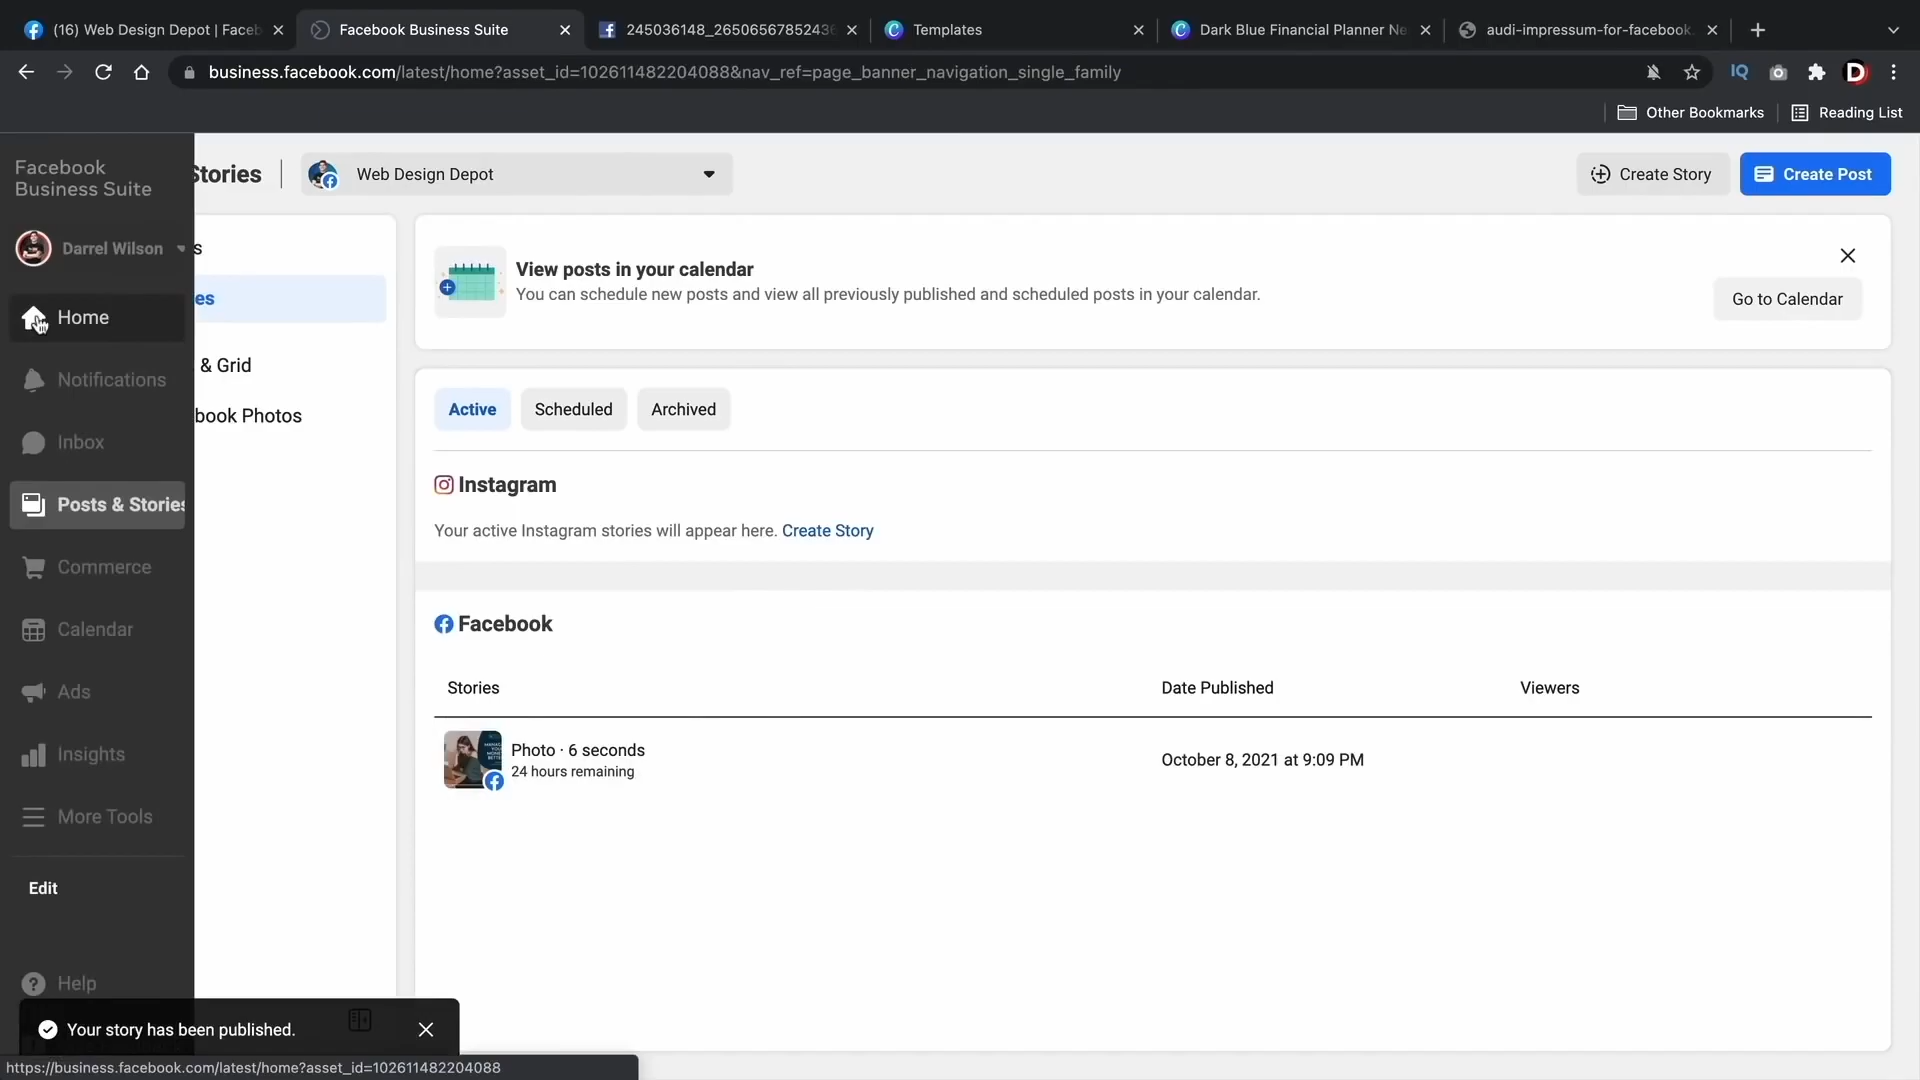 (16) Web Design Depot | Faceb
Facebook Business Suite
245036148_26506567852436
Templates
Dark Blue Financial Planner Ne
audi-impressum-for-facebook.
business.facebook.com/latest/home?asset_id=102611482204088&nav_ref=page_banner_navigation_single_family
IQ
Other Bookmarks
Reading List
Facebook
Business Suite
Stories
Web Design Depot
Create Story
Create Post
Darrel Wilson
s
Home
es
Notifications
& Grid
book Photos
Inbox
Posts & Stories
Commerce
Calendar
Ads
Insights
More Tools
Edit
Help
View posts in your calendar
You can schedule new posts and view all previously published and scheduled posts in your calendar.
Go to Calendar
Active
Scheduled
Archived
Instagram
Your active Instagram stories will appear here. Create Story
Facebook
Stories
Date Published
Viewers
Photo · 6 seconds
24 hours remaining
October 8, 2021 at 9:09 PM
Your story has been published.
https://business.facebook.com/latest/home?asset_id=102611482204088